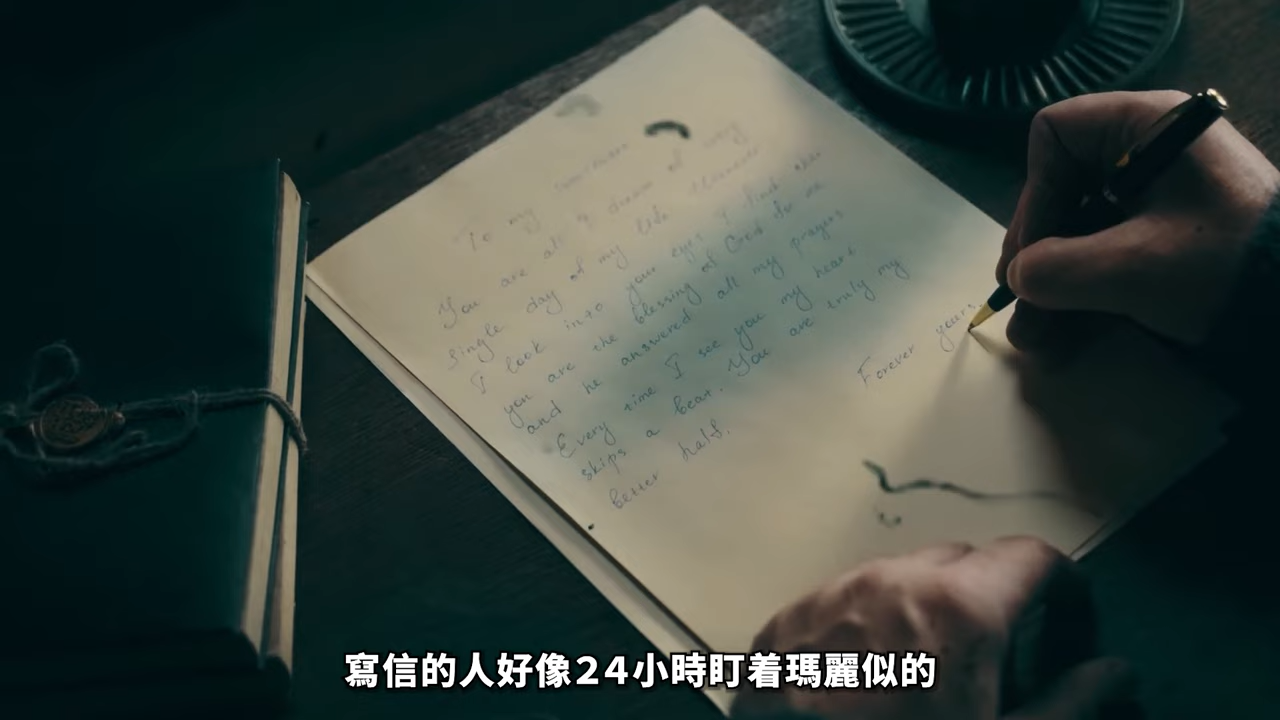 To my
You are all I dream of every
Single day of my life
I look into your eyes I find the
you are the blessing of God to me
and he answered all my prayers
Every time I see you my heart
skips a beat. You are truly my
better half.
Forever yours
寫信的人好像24小時盯着瑪麗似的